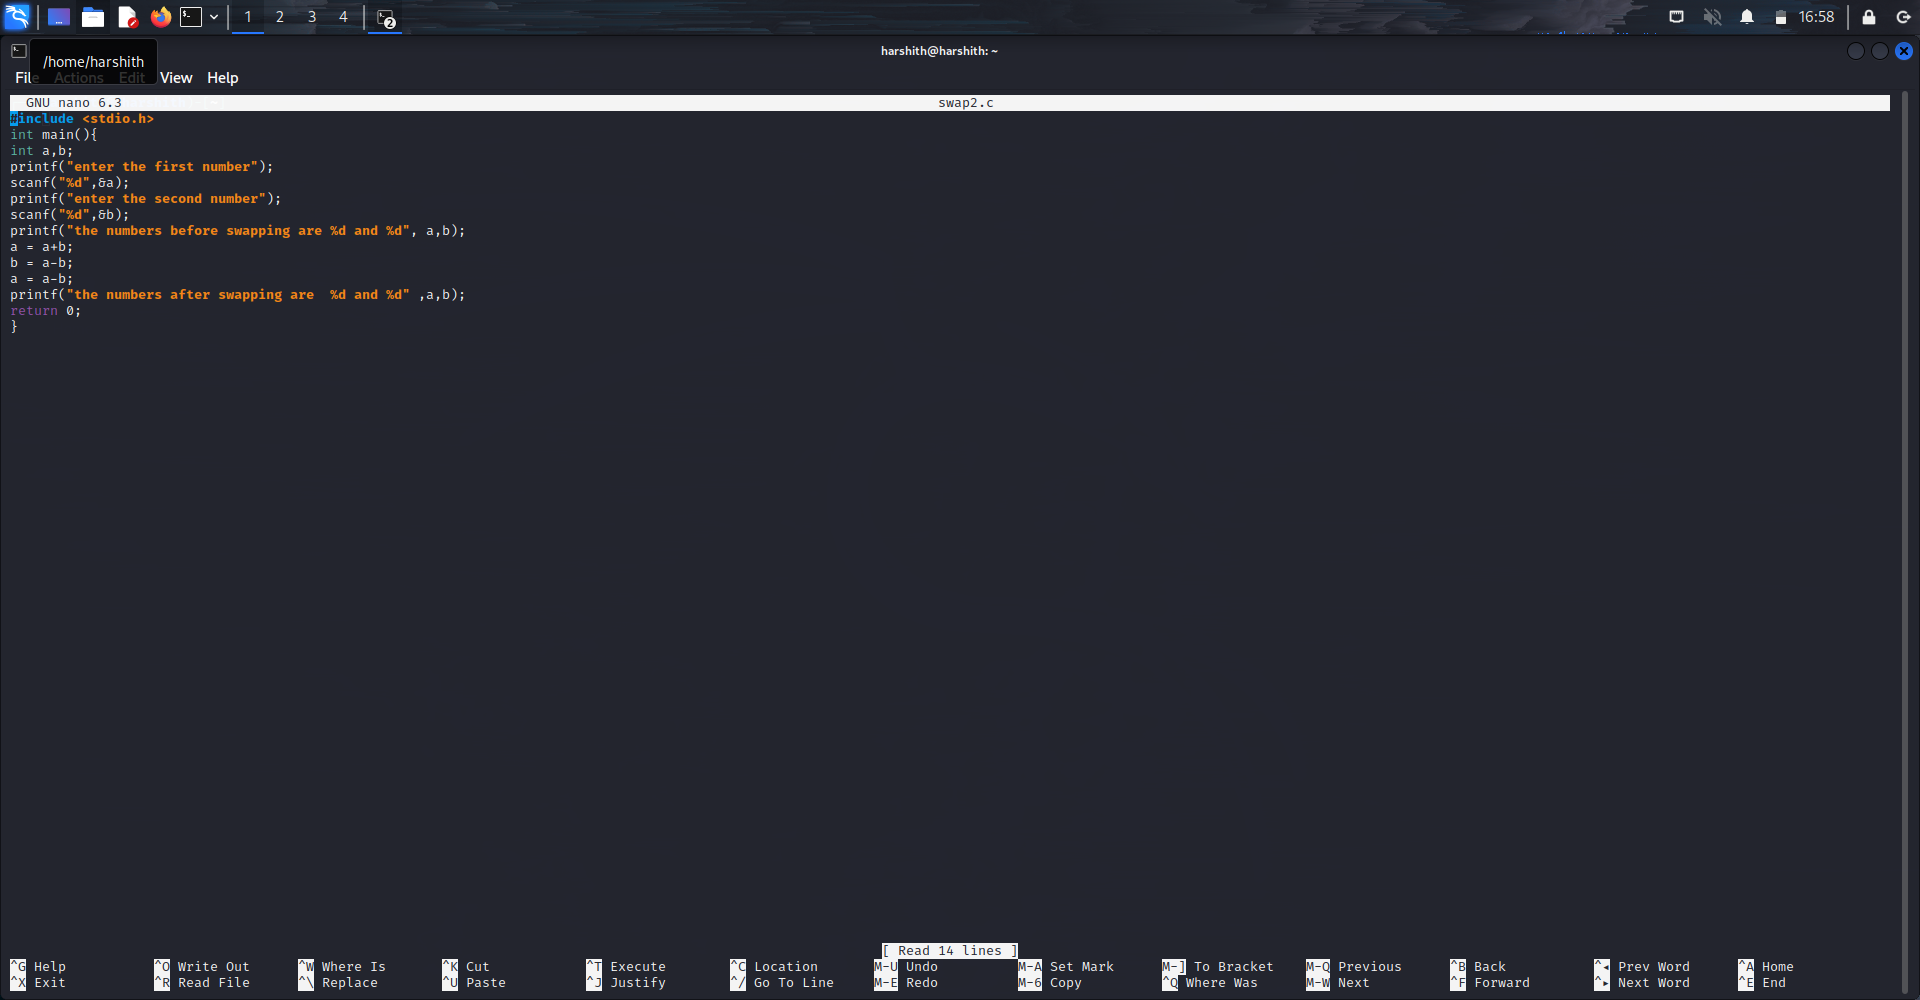 1 2 3 4 2 16:58
harshith@harshith: ~
/home/harshith
File Actions Edit View Help
GNU nano 6.3 swap2.c
#include <stdio.h>
int main(){
int a,b;
printf("enter the first number");
scanf("%d",&a);
printf("enter the second number");
scanf("%d",&b);
printf("the numbers before swapping are %d and %d", a,b);
a = a+b;
b = a-b;
a = a-b;
printf("the numbers after swapping are  %d and %d" ,a,b);
return 0;
}
[ Read 14 lines ]
^G Help ^O Write Out ^W Where Is ^K Cut ^T Execute ^C Location M-U Undo M-A Set Mark M-] To Bracket M-Q Previous ^B Back ^◂ Prev Word ^A Home
^X Exit ^R Read File ^\ Replace ^U Paste ^J Justify ^/ Go To Line M-E Redo M-6 Copy ^Q Where Was M-W Next ^F Forward ^▸ Next Word ^E End